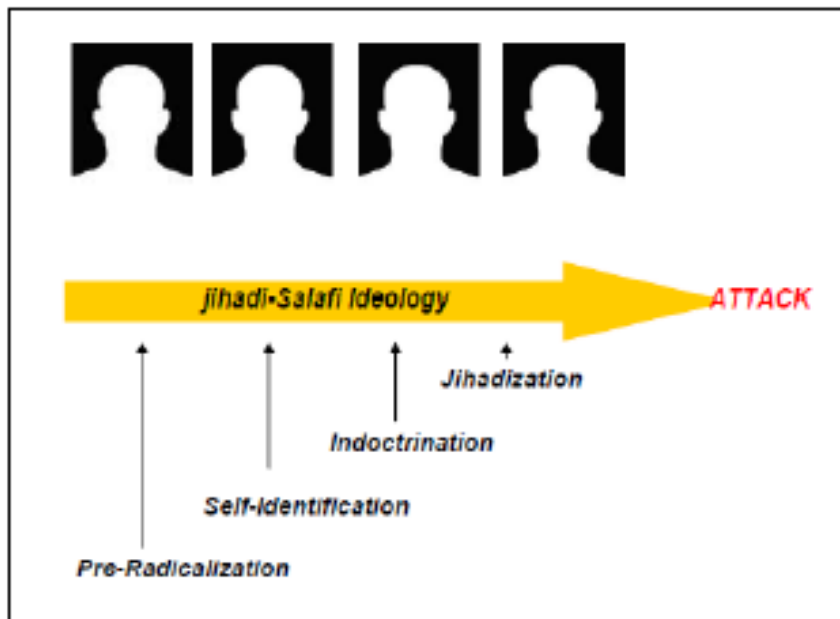 jihadi-Salafi Ideology
ATTACK
Jihadization
Indoctrination
Self-Identification
Pre-Radicalization